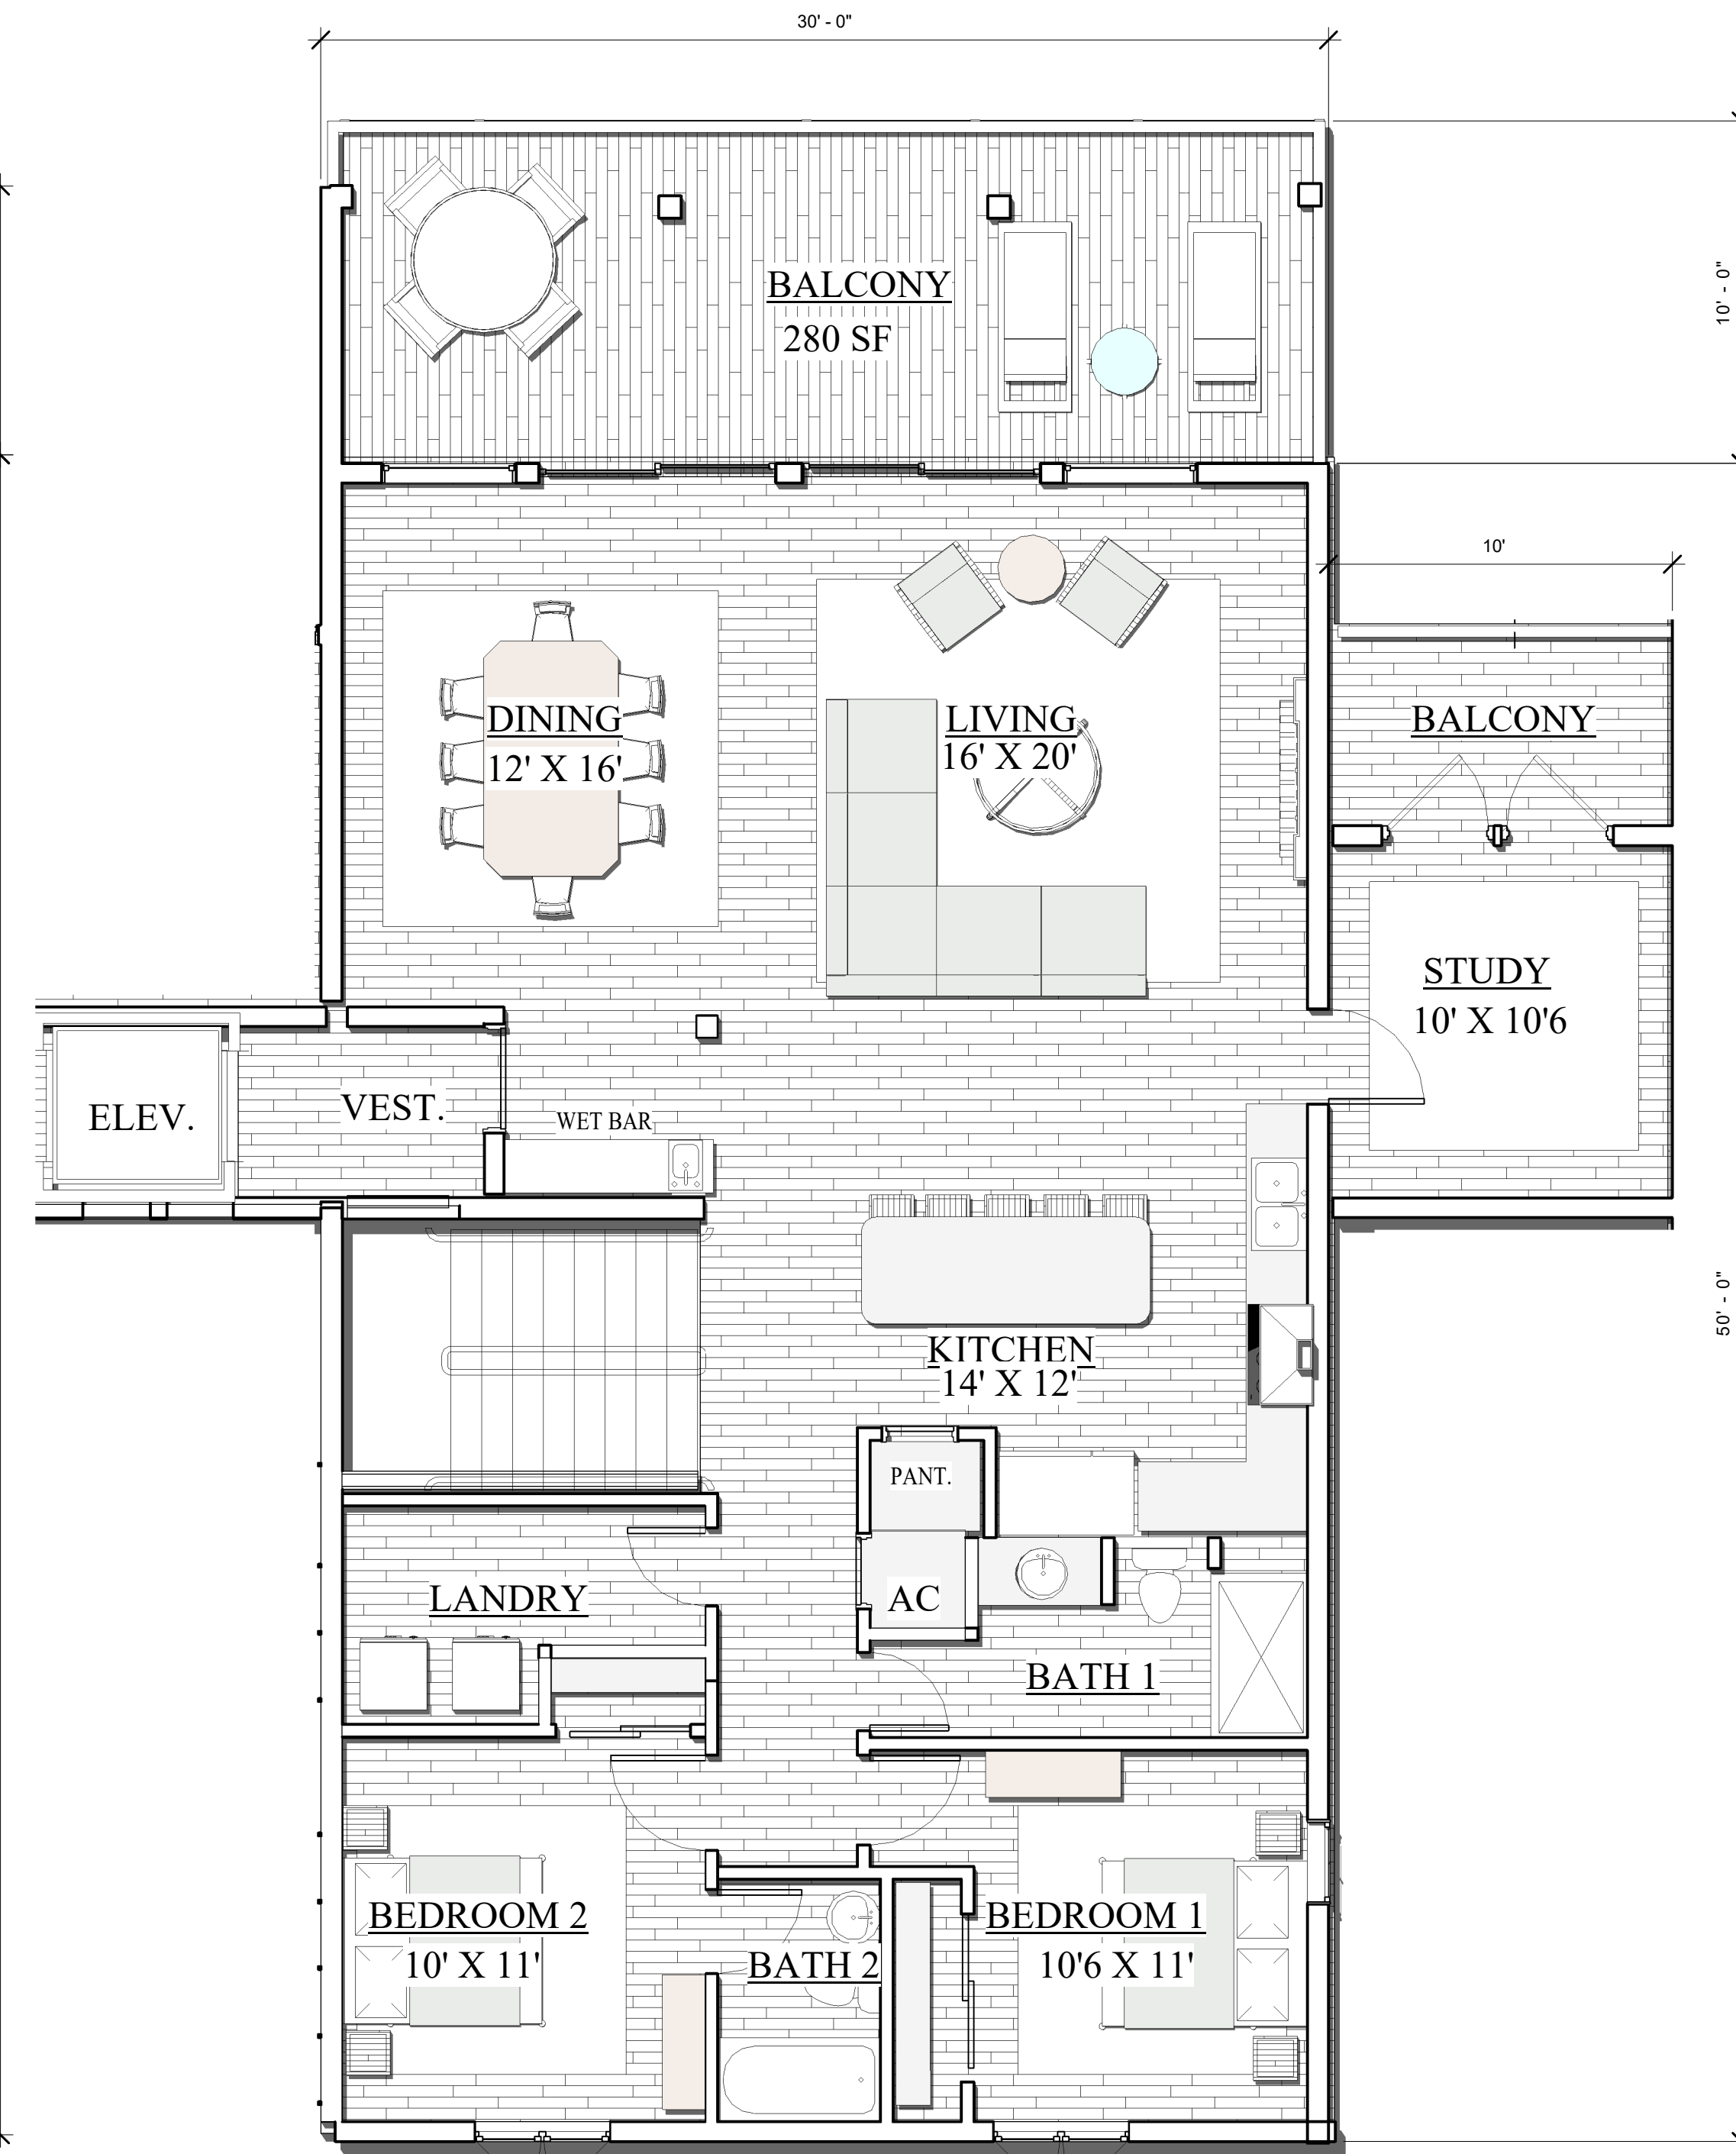 30' - 0"
10' - 0"
BALCONY
280 SF
10'
DINING
12' X 16'
LIVING
16' X 20'
BALCONY
STUDY
10' X 10'6
ELEV.
VEST.
WET BAR
50' - 0"
KITCHEN
14' X 12'
PANT.
LANDRY
AC
BATH 1
BEDROOM 2
10' X 11'
BATH 2
BEDROOM 1
10'6 X 11'